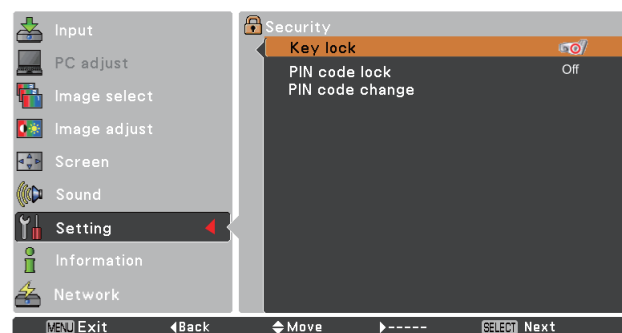 Input
PC adjust
Image select
Image adjust
Screen
Sound
Setting
Information
Network
Security
Key lock
PIN code lock Off
PIN code change
MENU Exit ◀Back Move ▶----- SELECT Next